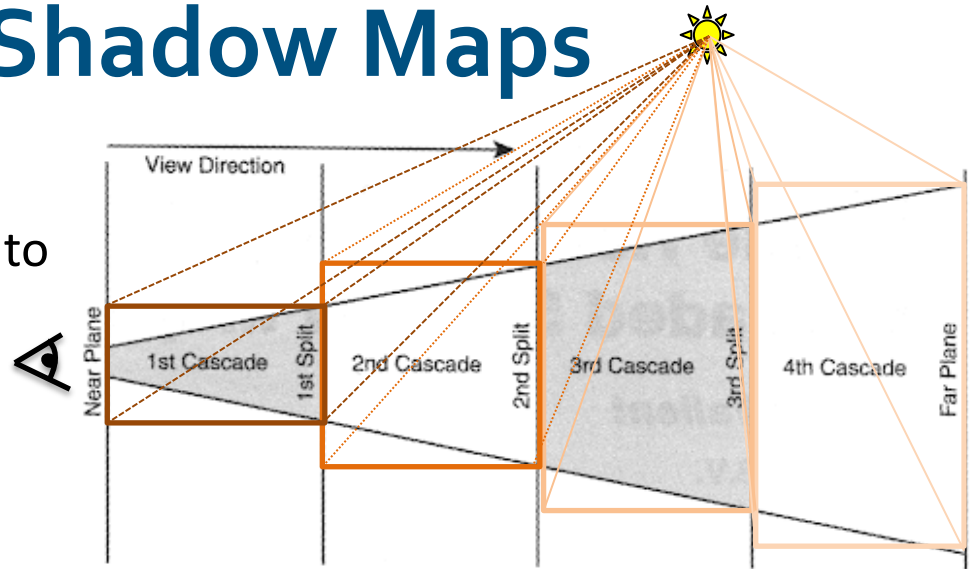 Shadow Maps
View Direction
to
Near Plane
1st Cascade
1st Split
2nd Cascade
2nd Split
3rd Cascade
3rd Split
4th Cascade
Far Plane